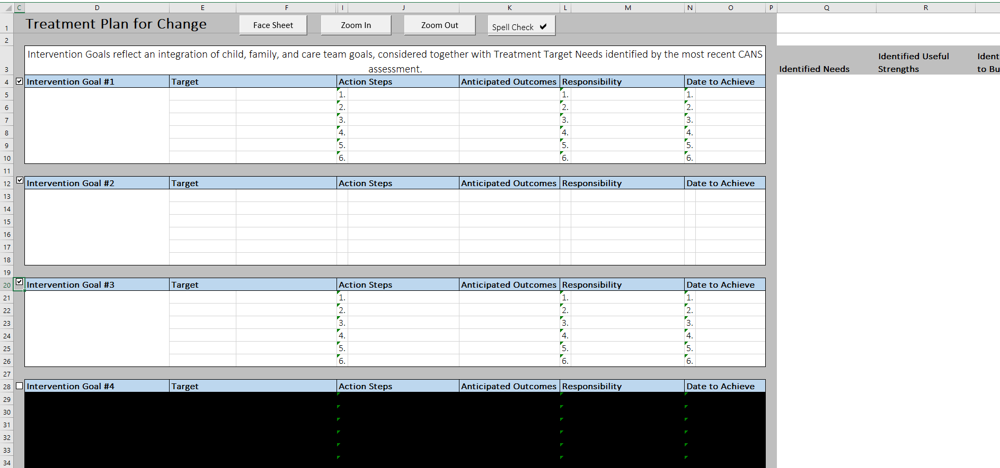 C D E F I J K L M N O P Q R
1 Treatment Plan for Change Face Sheet Zoom In Zoom Out Spell Check ✔
2
Intervention Goals reflect an integration of child, family, and care team goals, considered together with Treatment Target Needs identified by the most recent CANS
3 assessment. Identified Needs
Identified Useful
Strengths
Ident
to Bu
4 Intervention Goal #1 Target Action Steps Anticipated Outcomes Responsibility Date to Achieve
5 1. 1. 1.
6 2. 2. 2.
7 3. 3. 3.
8 4. 4. 4.
9 5. 5. 5.
10 6. 6. 6.
11
12 Intervention Goal #2 Target Action Steps Anticipated Outcomes Responsibility Date to Achieve
13
14
15
16
17
18
19
20 Intervention Goal #3 Target Action Steps Anticipated Outcomes Responsibility Date to Achieve
21 1. 1. 1.
22 2. 2. 2.
23 3. 3. 3.
24 4. 4. 4.
25 5. 5. 5.
26 6. 6. 6.
27
28 Intervention Goal #4 Target Action Steps Anticipated Outcomes Responsibility Date to Achieve
29
30
31
32
33
34